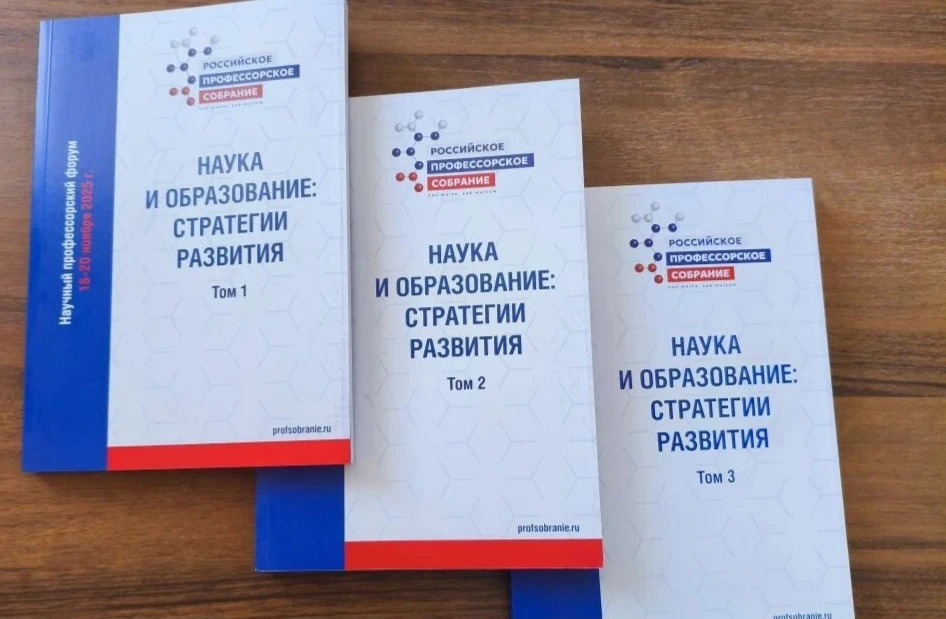 Научный профессорский форум
18-20 ноября 2025 г.
РОССИЙСКОЕ
ПРОФЕССОРСКОЕ
СОБРАНИЕ
НАУКА
И ОБРАЗОВАНИЕ:
СТРАТЕГИИ
РАЗВИТИЯ
Том 1
profsobranie.ru
РОССИЙСКОЕ
ПРОФЕССОРСКОЕ
СОБРАНИЕ
НАУКА
И ОБРАЗОВАНИЕ:
СТРАТЕГИИ
РАЗВИТИЯ
Том 2
profsobranie.ru
РОССИЙСКОЕ
ПРОФЕССОРСКОЕ
СОБРАНИЕ
НАУКА
И ОБРАЗОВАНИЕ:
СТРАТЕГИИ
РАЗВИТИЯ
Том 3
profsobranie.ru